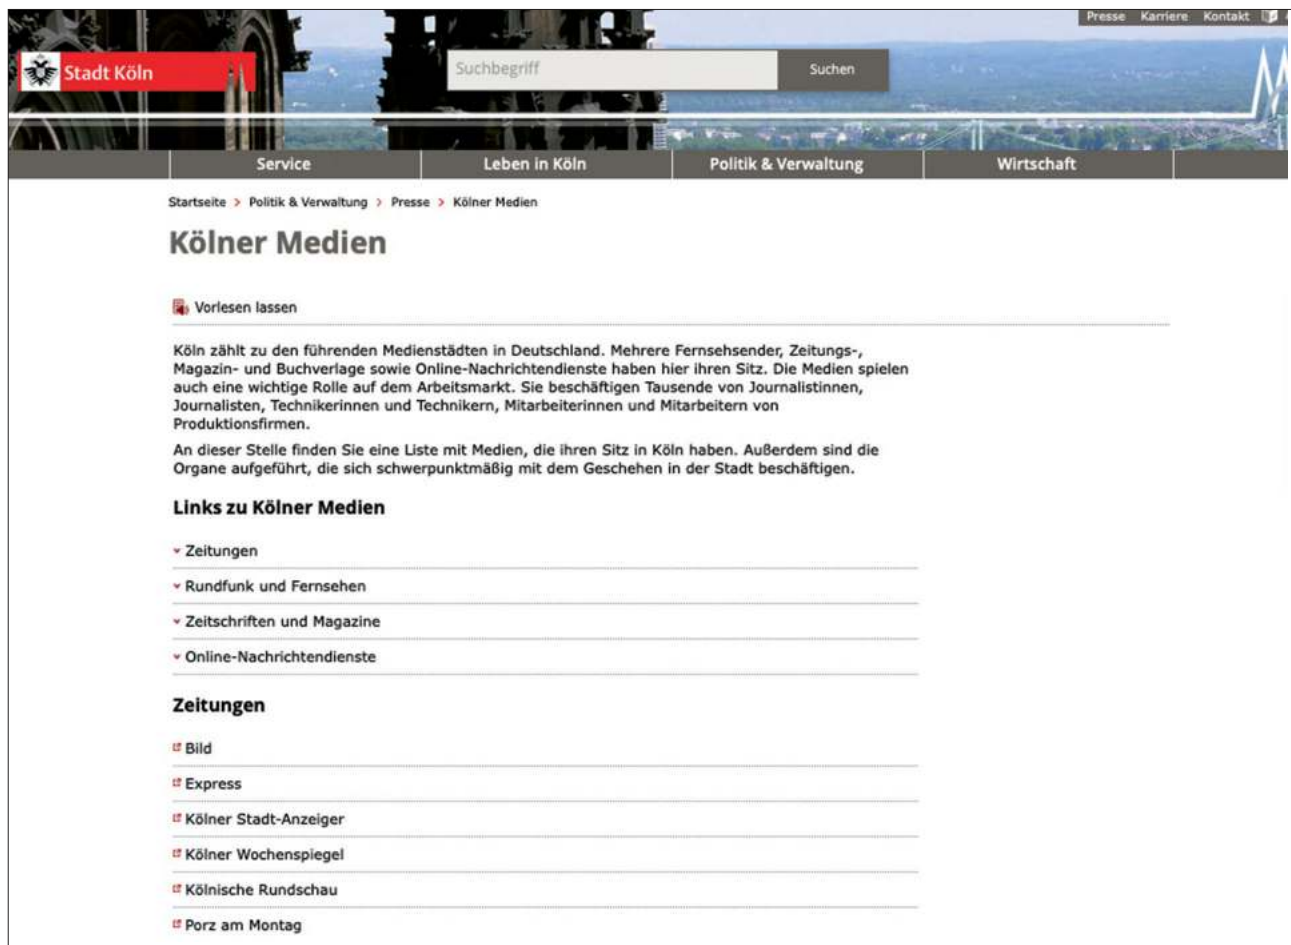 Presse Karriere Kontakt
Stadt Köln
Suchbegriff
Suchen
Service
Leben in Köln
Politik & Verwaltung
Wirtschaft
Startseite > Politik & Verwaltung > Presse > Kölner Medien
Kölner Medien
Vorlesen lassen
Köln zählt zu den führenden Medienstädten in Deutschland. Mehrere Fernsehsender, Zeitungs-,
Magazin- und Buchverlage sowie Online-Nachrichtendienste haben hier ihren Sitz. Die Medien spielen
auch eine wichtige Rolle auf dem Arbeitsmarkt. Sie beschäftigen Tausende von Journalistinnen,
Journalisten, Technikerinnen und Technikern, Mitarbeiterinnen und Mitarbeitern von
Produktionsfirmen.
An dieser Stelle finden Sie eine Liste mit Medien, die ihren Sitz in Köln haben. Außerdem sind die
Organe aufgeführt, die sich schwerpunktmäßig mit dem Geschehen in der Stadt beschäftigen.
Links zu Kölner Medien
Zeitungen
Rundfunk und Fernsehen
Zeitschriften und Magazine
Online-Nachrichtendienste
Zeitungen
Bild
Express
Kölner Stadt-Anzeiger
Kölner Wochenspiegel
Kölnische Rundschau
Porz am Montag